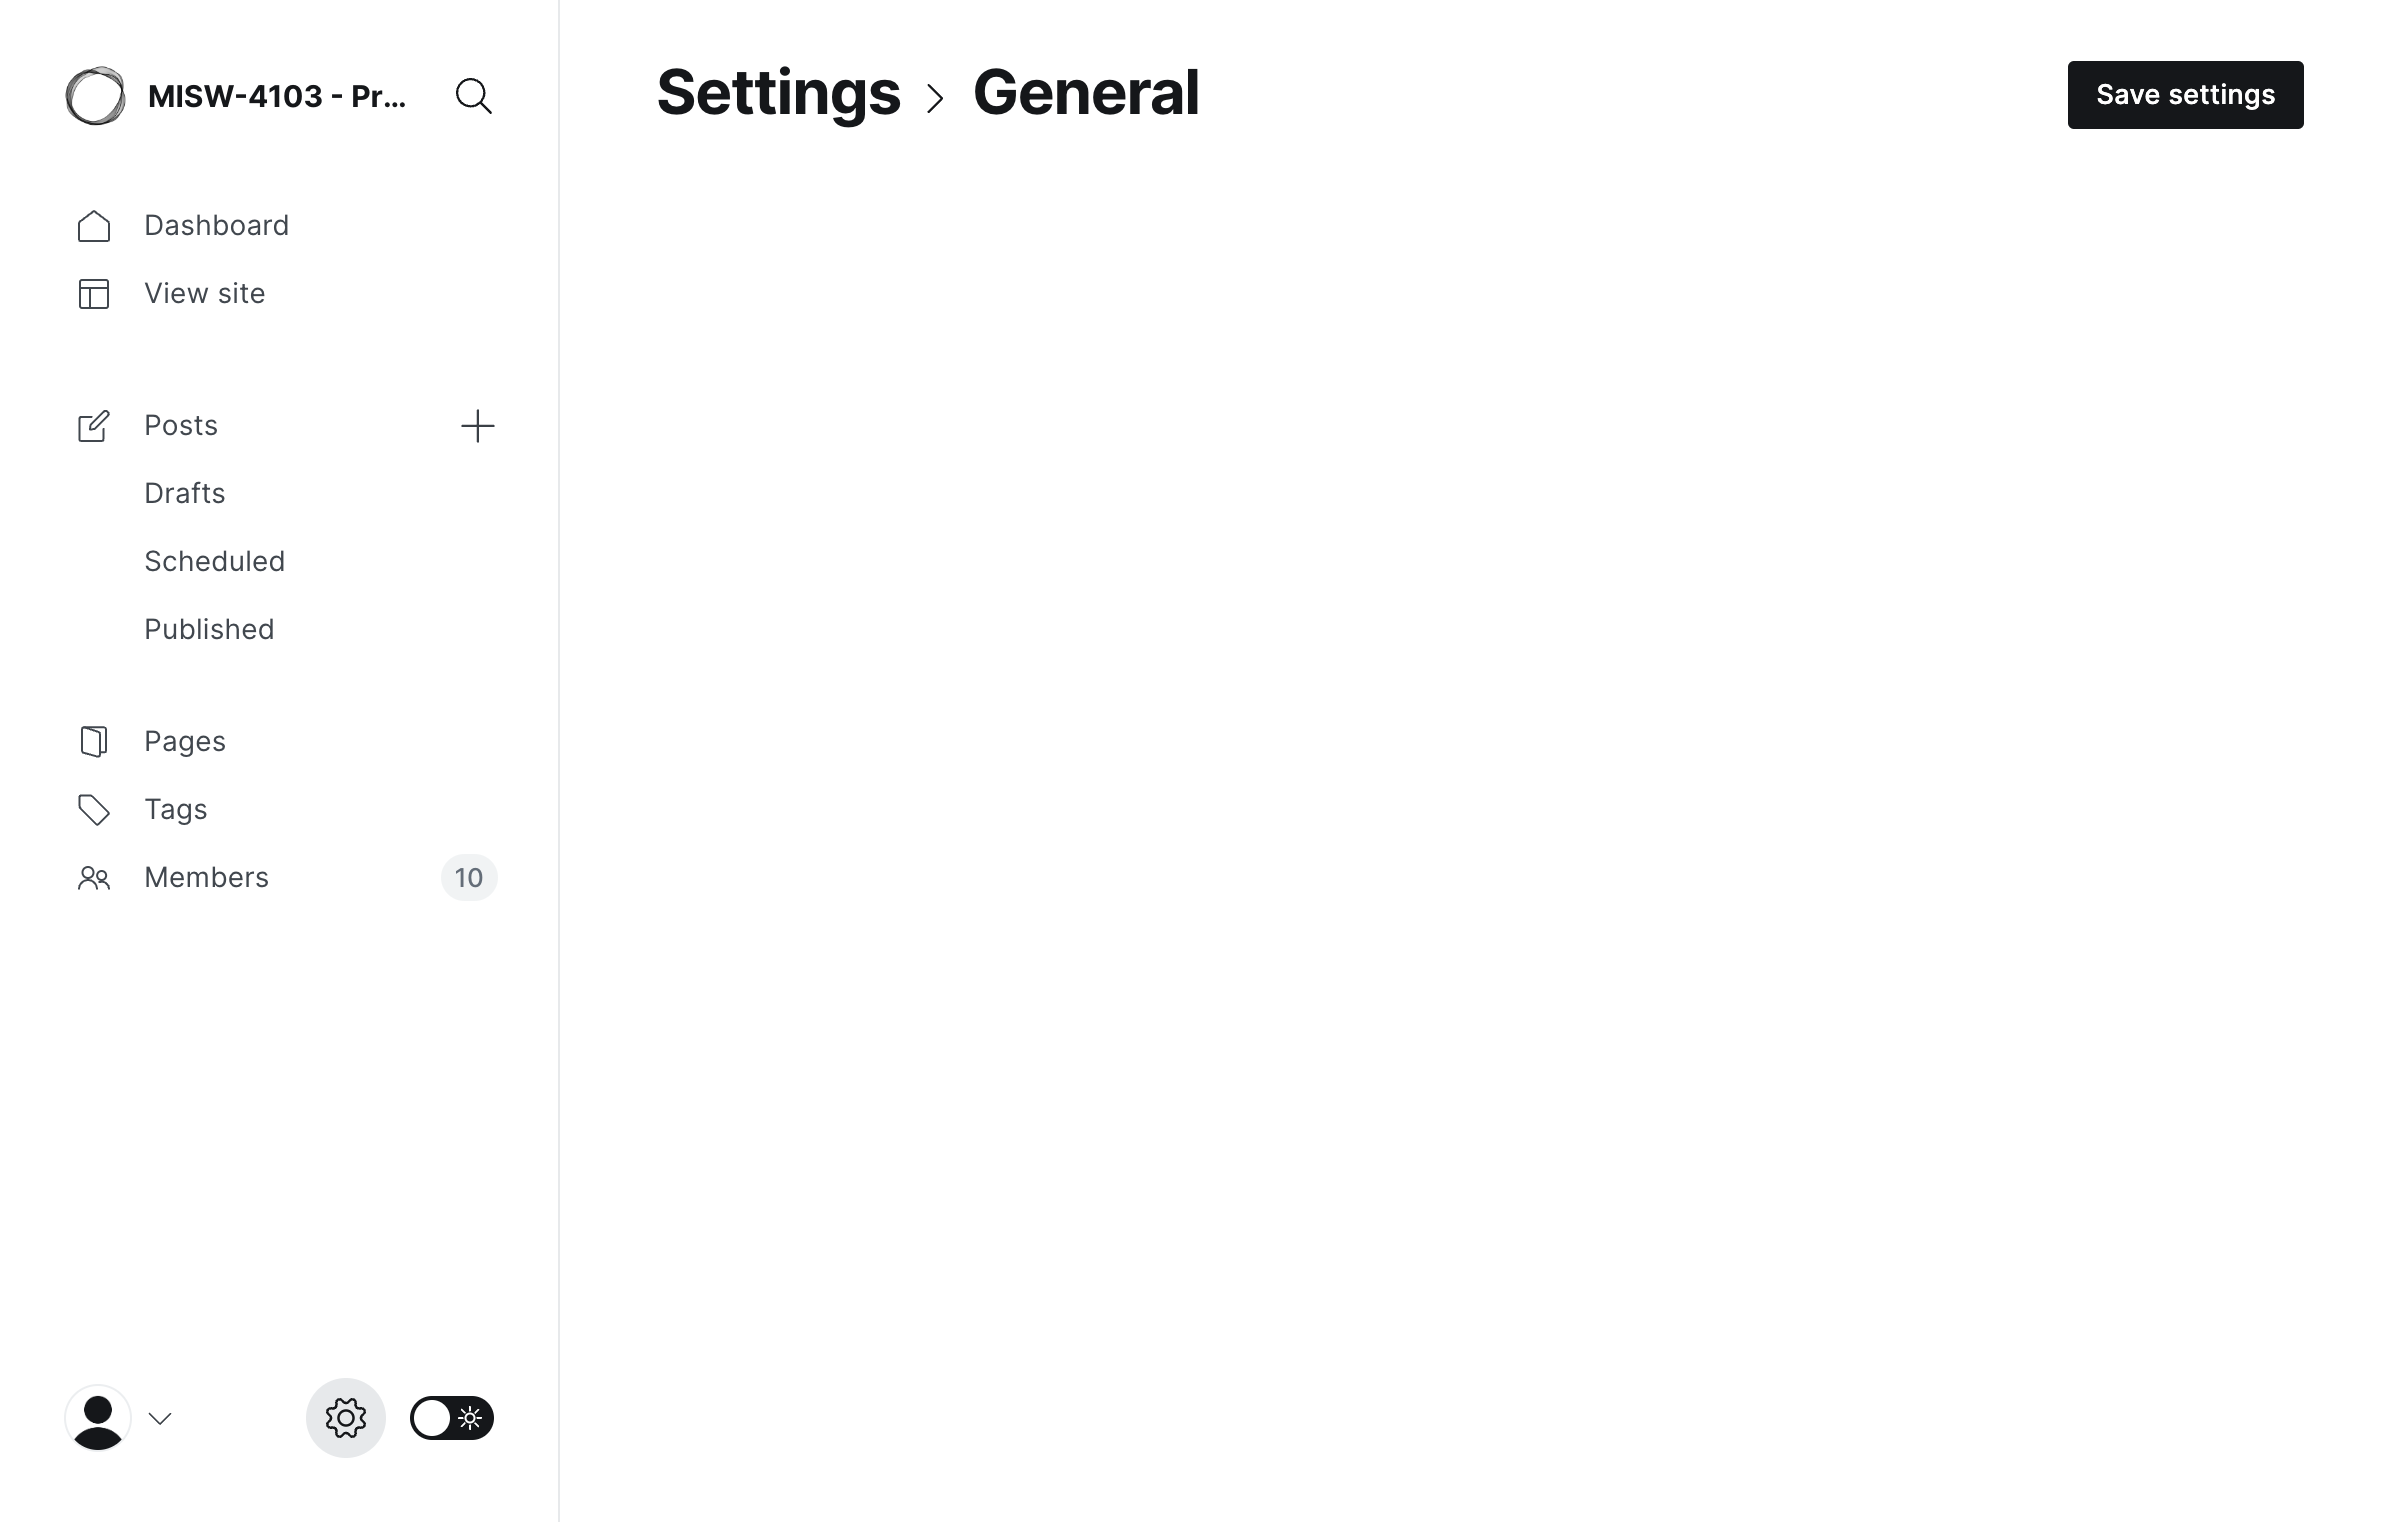 MISW-4103 - Pr...
Settings > General
Save settings
Dashboard
View site
Posts
Drafts
Scheduled
Published
Pages
Tags
Members 10